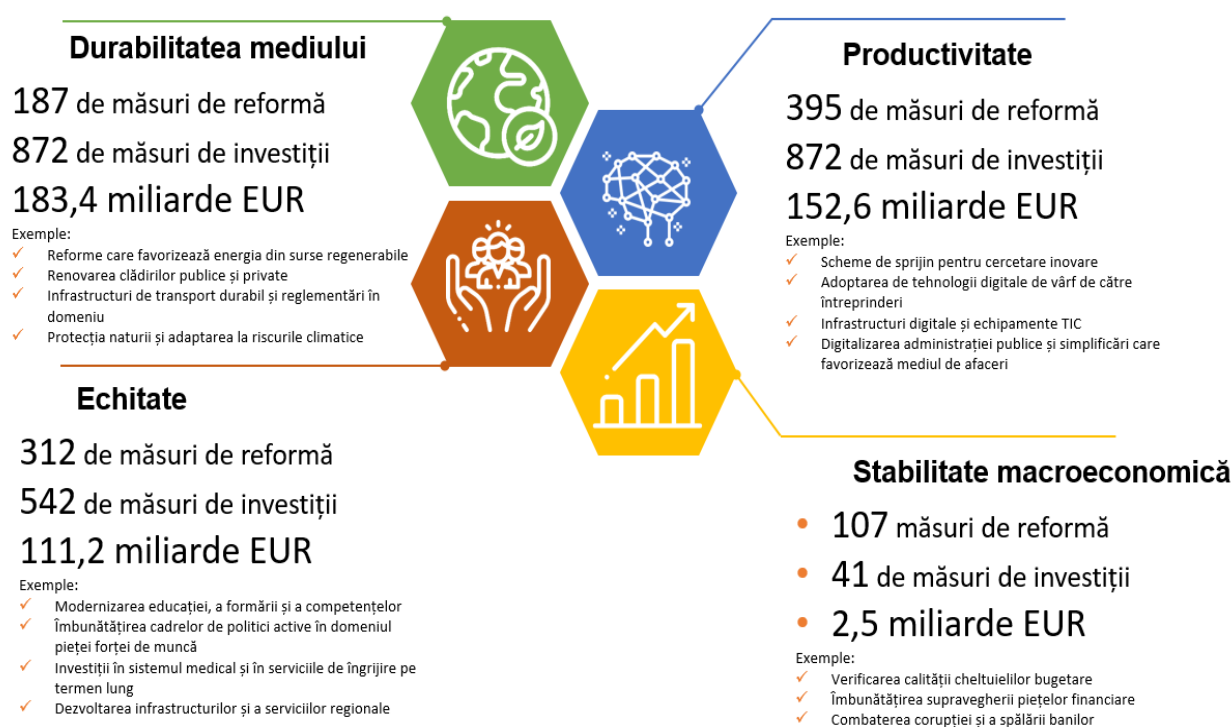 Durabilitatea mediului
187 de măsuri de reformă
872 de măsuri de investiții
183,4 miliarde EUR
Exemple:
✓ Reforme care favorizează energia din surse regenerabile
✓ Renovarea clădirilor publice și private
✓ Infrastructuri de transport durabil și reglementări în
domeniu
✓ Protecția naturii și adaptarea la riscurile climatice
Productivitate
395 de măsuri de reformă
872 de măsuri de investiții
152,6 miliarde EUR
Exemple:
✓ Scheme de sprijin pentru cercetare inovare
✓ Adoptarea de tehnologii digitale de vârf de către
întreprinderi
✓ Infrastructuri digitale și echipamente TIC
✓ Digitalizarea administrației publice și simplificări care
favorizează mediul de afaceri
Echitate
312 de măsuri de reformă
542 de măsuri de investiții
111,2 miliarde EUR
Exemple:
✓ Modernizarea educației, a formării și a competențelor
✓ Îmbunătățirea cadrelor de politici active în domeniul
pieței forței de muncă
✓ Investiții în sistemul medical și în serviciile de îngrijire pe
termen lung
✓ Dezvoltarea infrastructurilor și a serviciilor regionale
Stabilitate macroeconomică
• 107 măsuri de reformă
• 41 de măsuri de investiții
• 2,5 miliarde EUR
Exemple:
✓ Verificarea calității cheltuielilor bugetare
✓ Îmbunătățirea supravegherii piețelor financiare
✓ Combaterea corupției și a spălării banilor